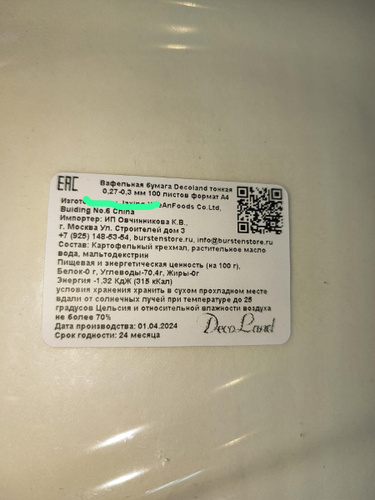 EAC
Вафельная бумага Decoland тонкая
0,27-0,3 мм 100 листов формат А4
AnFoods Co.Ltd.
Buiding No.6 China
Импортер: ИП Овчинникова К.В.,
г. Москва Ул. Строителей дом 3
+7 (925) 148-53-54, burstenstore.ru, info@burstenstore.ru
Состав: Картофельный крехмал, растительное масло,
вода, мальтодекстрин
Пищевая и энергетическая ценность (на 100 г),
Белок-0 г, Углеводы-70,4г, Жиры-0г
Энергия -1,32 КдЖ (315 кКал)
условия хранения хранить в сухом прохладном месте
вдали от солнечных лучей при температуре до 25
градусов Цельсия и относительной влажности воздуха
не более 70%
Дата производства: 01.04.2024
Срок годности: 24 месяца
DecoLand